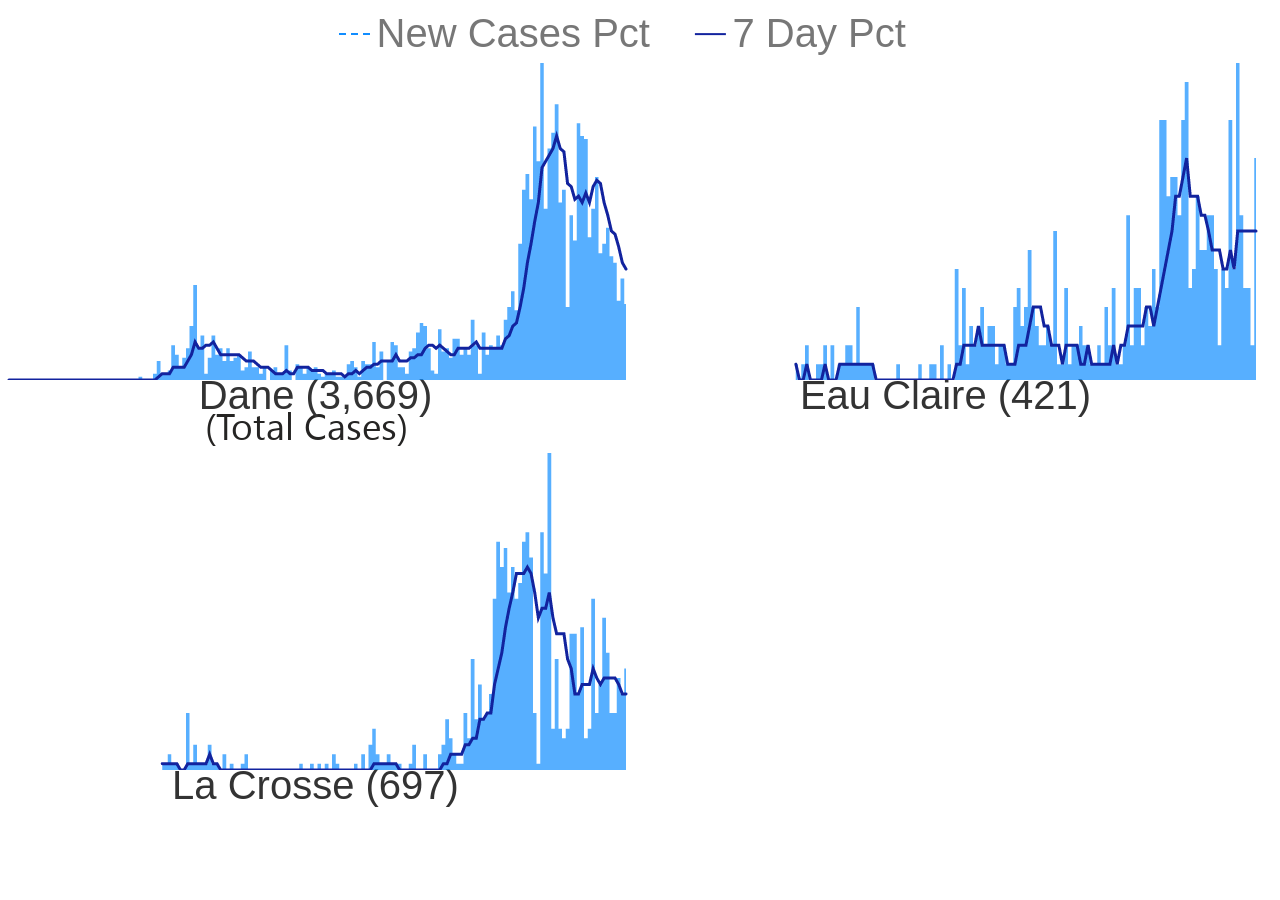 New Cases Pct 7 Day Pct
Dane (3,669)
(Total Cases)
Eau Claire (421)
La Crosse (697)